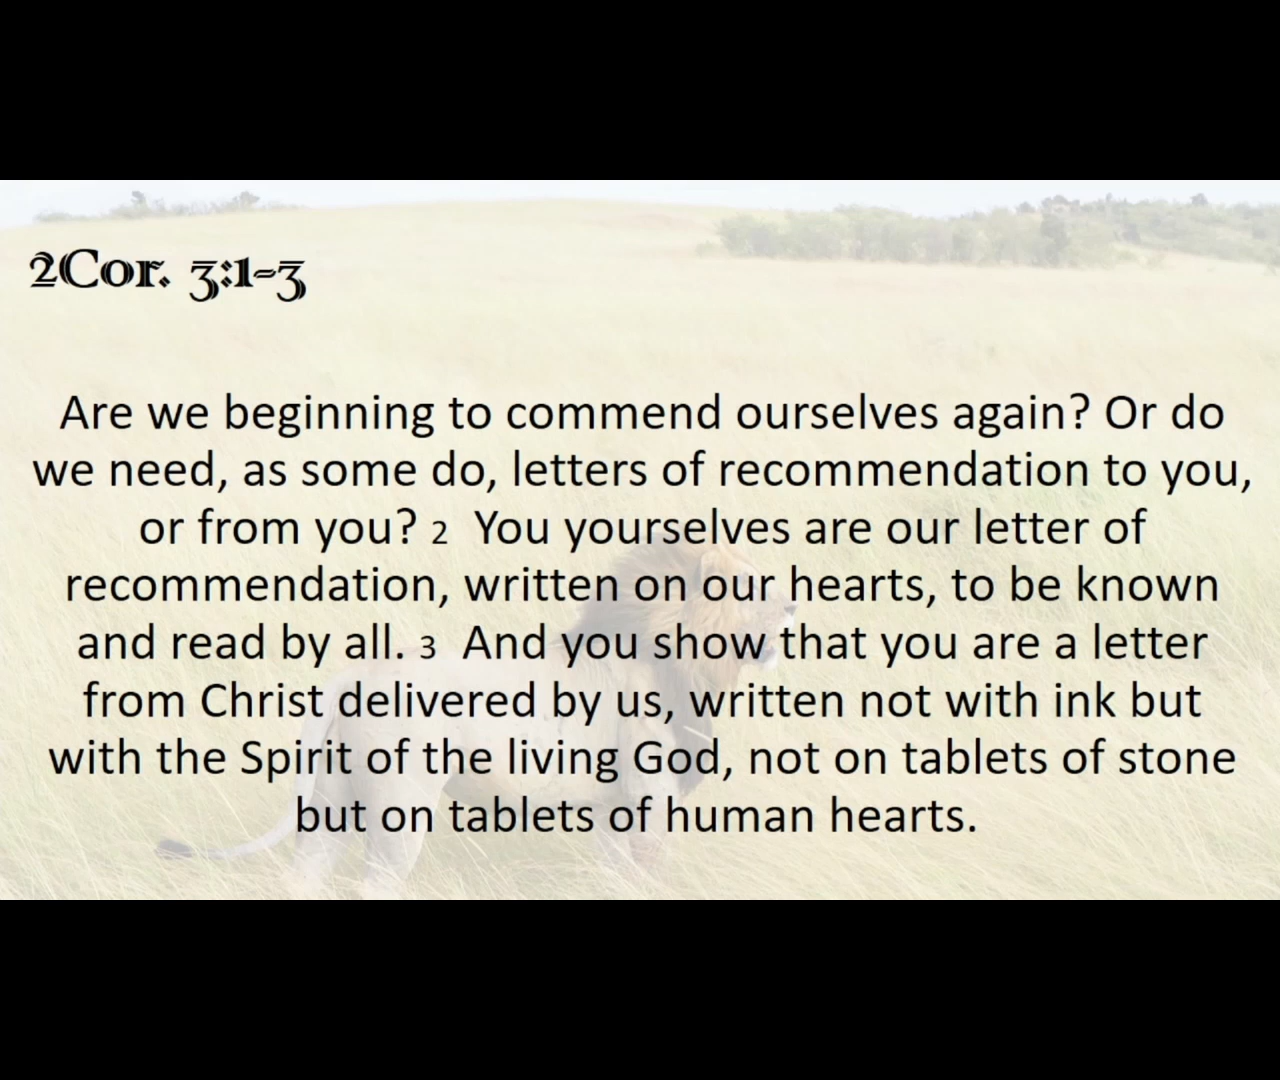 2Cor. 3:1-3
Are we beginning to commend ourselves again? Or do
we need, as some do, letters of recommendation to you,
or from you? 2 You yourselves are our letter of
recommendation, written on our hearts, to be known
and read by all. 3 And you show that you are a letter
from Christ delivered by us, written not with ink but
with the Spirit of the living God, not on tablets of stone
but on tablets of human hearts.